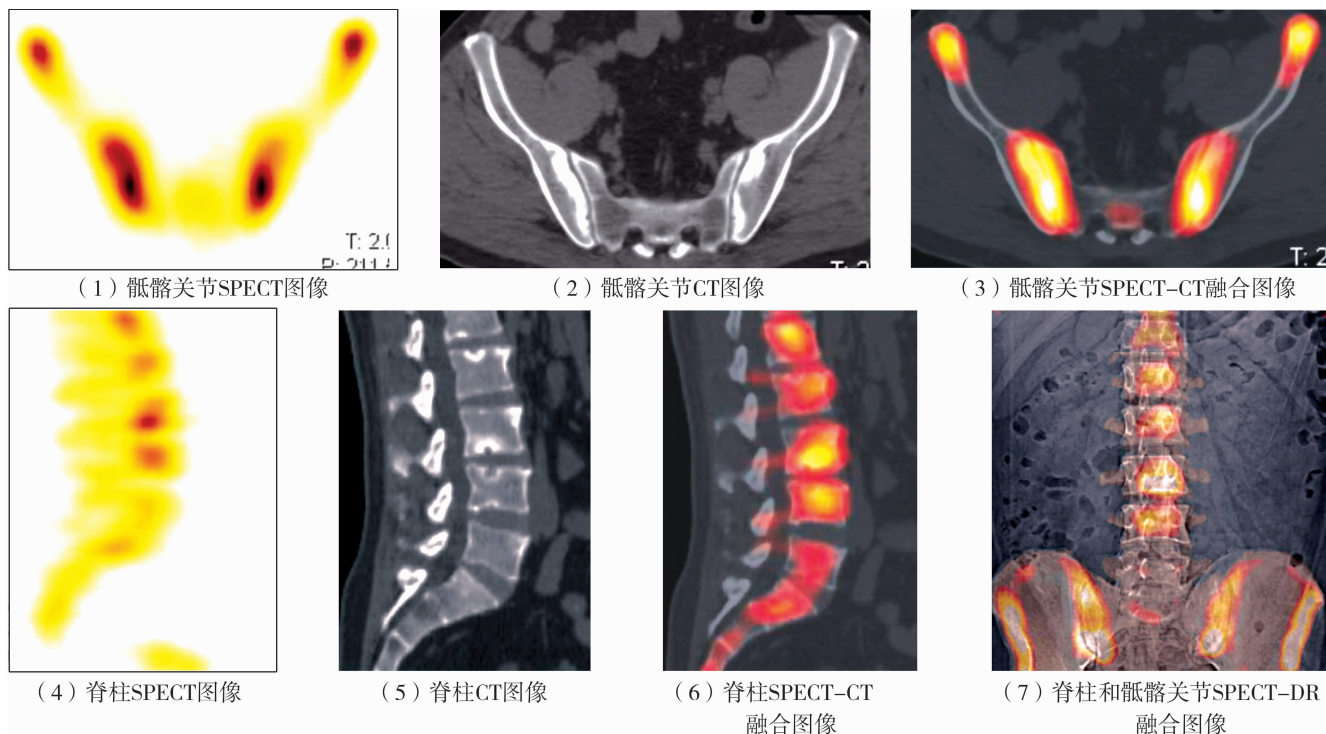 T: 2.
（1）骶髂关节SPECT图像
T: 2
（2）骶髂关节CT图像
T: 2
（3）骶髂关节SPECT-CT融合图像
（4）脊柱SPECT图像
（5）脊柱CT图像
（6）脊柱SPECT-CT
融合图像
（7）脊柱和骶髂关节SPECT-DR
融合图像